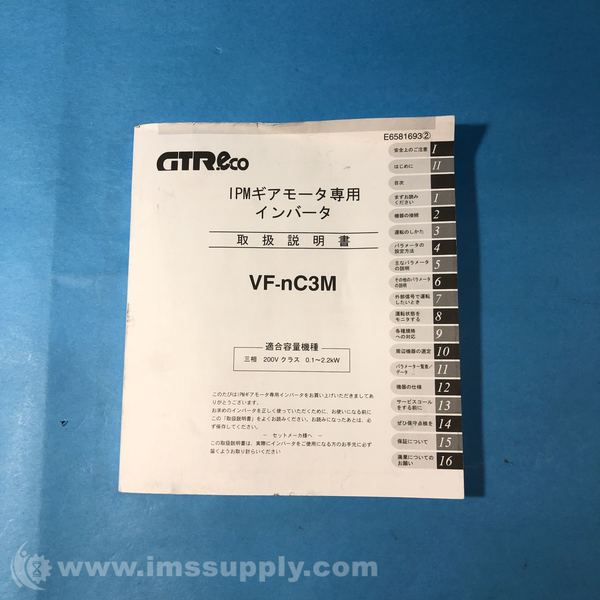 E6581693②
GTR.eco
IPMギアモータ専用
インバータ
取扱説明書
VF-nC3M
適合容量機種
三相 200V クラス 0.1～2.2kW
このたびはIPMギアモータ専用インバータをお買い上げいただきましてあ
りがとうございます。
お求めのインバータを正しく使っていただくために、お使いになる前に
この「取扱説明書」をよくお読みください。お読みになったあとは、必
ず保存してください。
― セットメーカ様へ ―
この取扱説明書は、実際にインバータをご使用になる方のお手元に必ず
届くようお取り計らいください
安全上のご注意 I
はじめに II
目次
まずお読み
ください 1
機器の接続 2
運転のしかた 3
パラメータの
設定方法 4
主なパラメータ
の説明 5
その他のパラメータ
の説明 6
外部信号で運転
したいとき 7
運転状態を
モニタする 8
各種規格
への対応 9
周辺機器の選定 10
パラメーター覧表/
データ 11
機器の仕様 12
サービスコール
をする前に 13
ぜひ保守点検を 14
保証について 15
廃棄についての
お願い 16
© www.imssupply.com